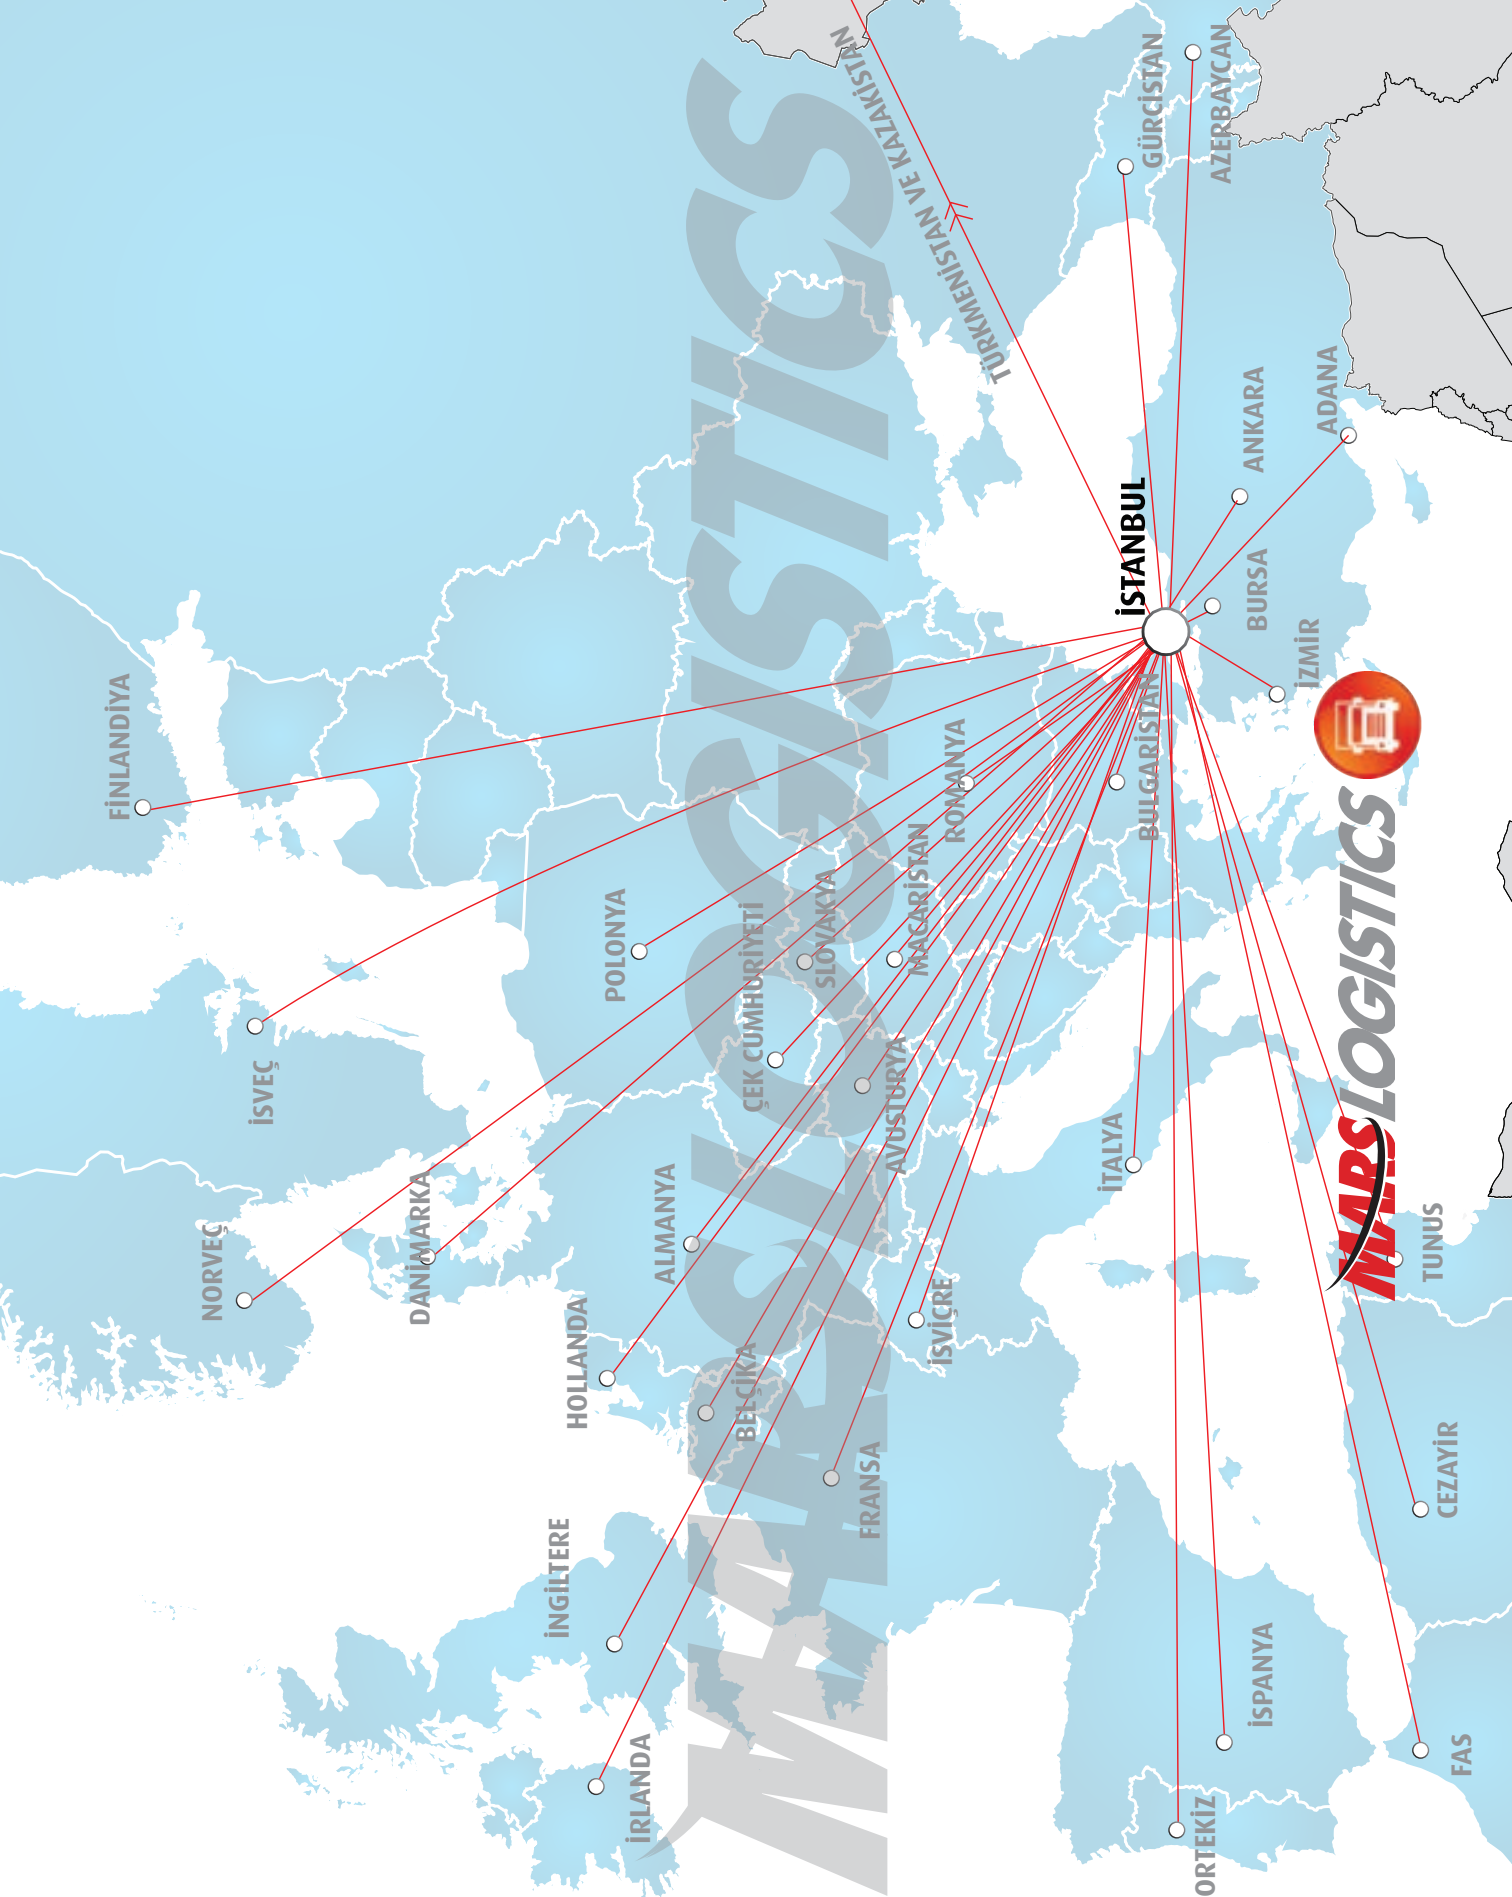 FİNLANDİYA
İSVEÇ
NORVEÇ
DANİMARKA
POLONYA
ALMANYA
HOLLANDA
BELÇİKA
İNGİLTERE
İRLANDA
ÇEK CUMHURİYETİ
SLOVAKYA
MACARİSTAN
AVUSTURYA
İSVİÇRE
FRANSA
ROMANYA
BULGARİSTAN
İTALYA
İSPANYA
ORTEKİZ
FAS
CEZAYİR
TUNUS
İSTANBUL
BURSA
İZMİR
ANKARA
ADANA
GÜRCİSTAN
AZERBAYCAN
TÜRKMENİSTAN VE KAZAKİSTAN
MARS LOGISTICS
MARS LOGISTICS